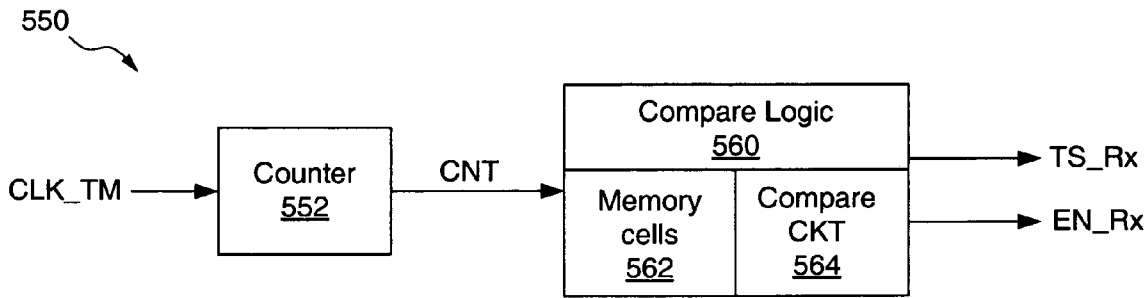 550
CLK_TM
Counter
552
CNT
Compare Logic
560
Memory
cells
562
Compare
CKT
564
TS_Rx
EN_Rx